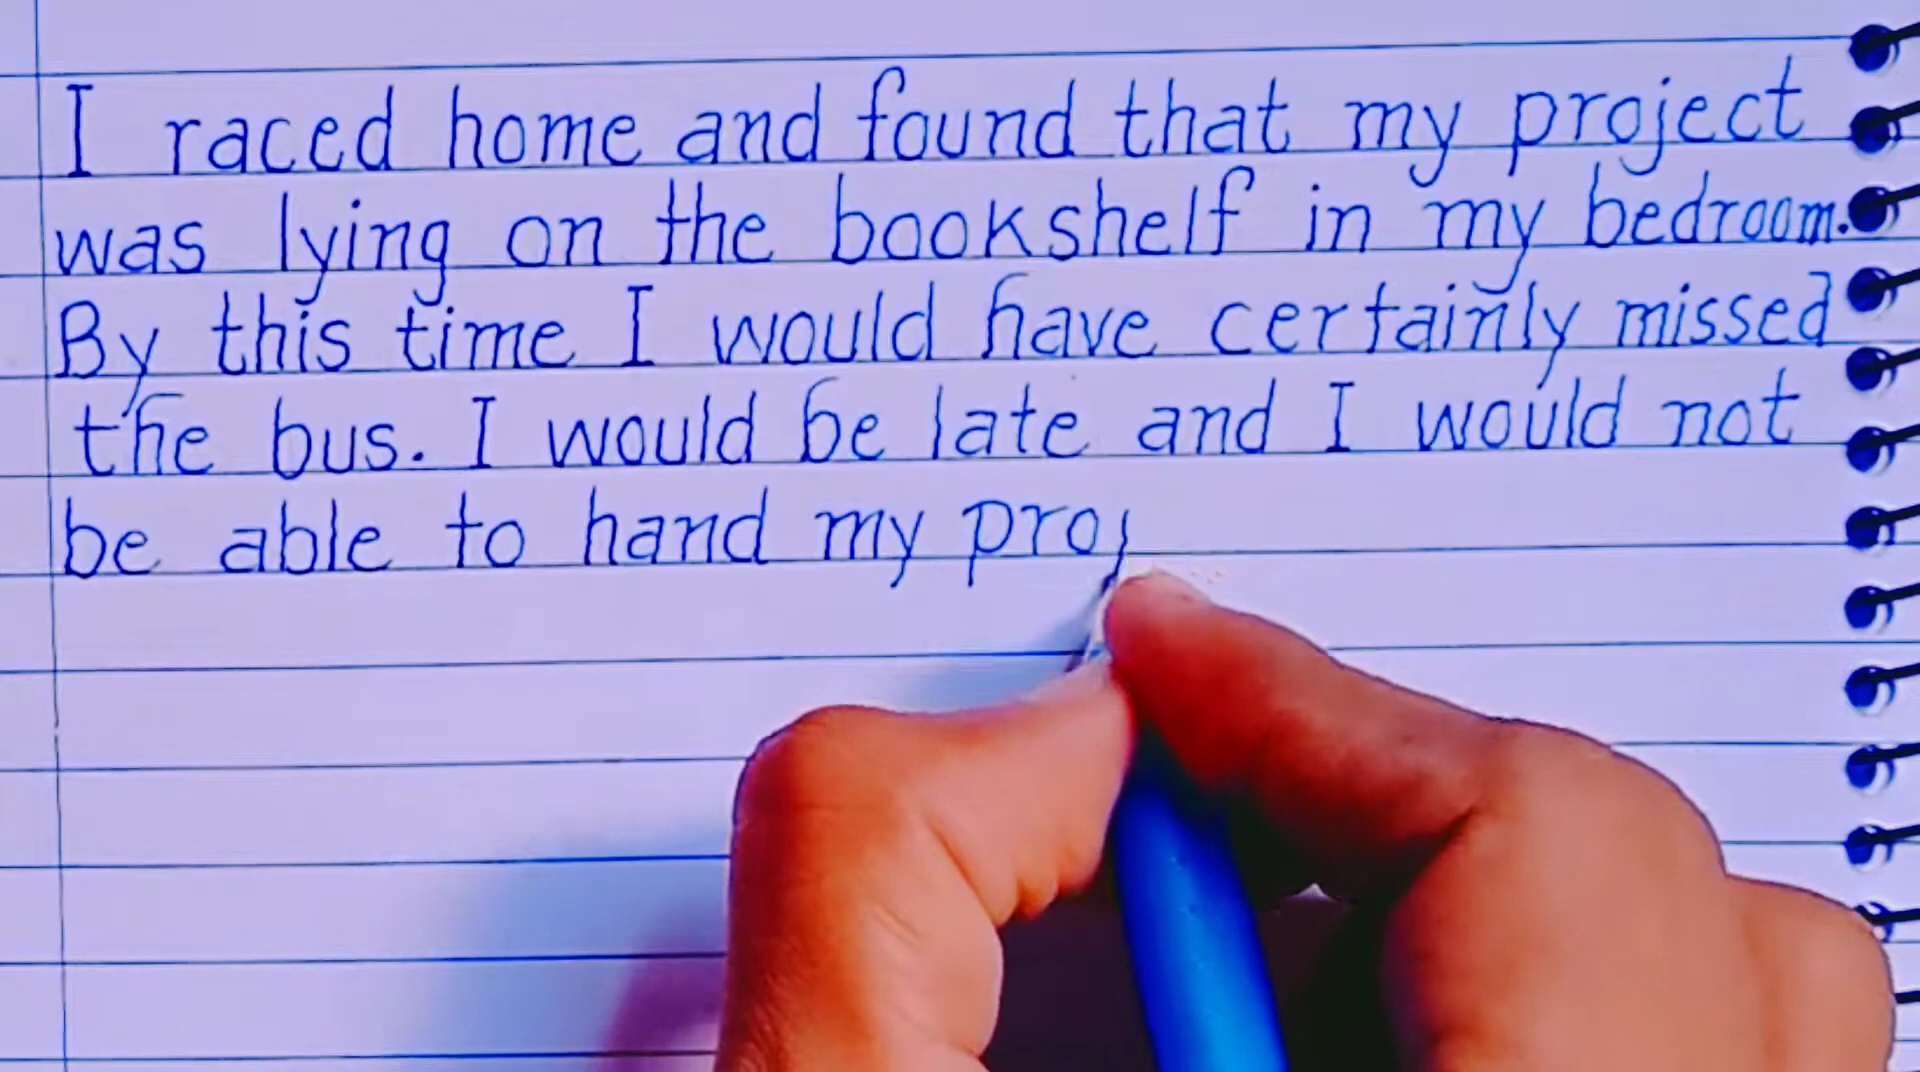 I raced home and found that my project
was lying on the bookshelf in my bedroom.
By this time I would have certainly missed
the bus. I would be late and I would not
be able to hand my proj